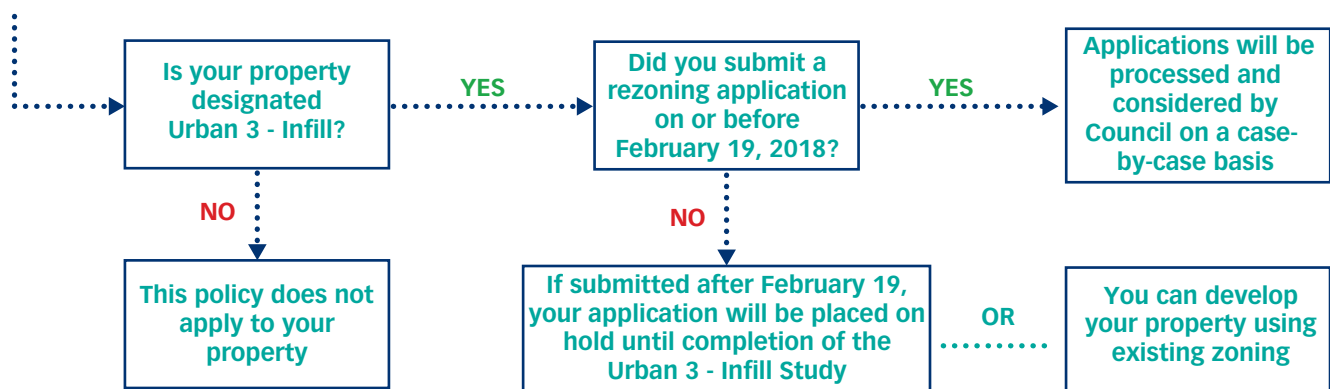 Is your property
designated
Urban 3 - Infill?
YES
Did you submit a
rezoning application
on or before
February 19, 2018?
YES
Applications will be
processed and
considered by
Council on a case-
by-case basis
NO
This policy does not
apply to your
property
NO
If submitted after February 19,
your application will be placed on
hold until completion of the
Urban 3 - Infill Study
OR
You can develop
your property using
existing zoning